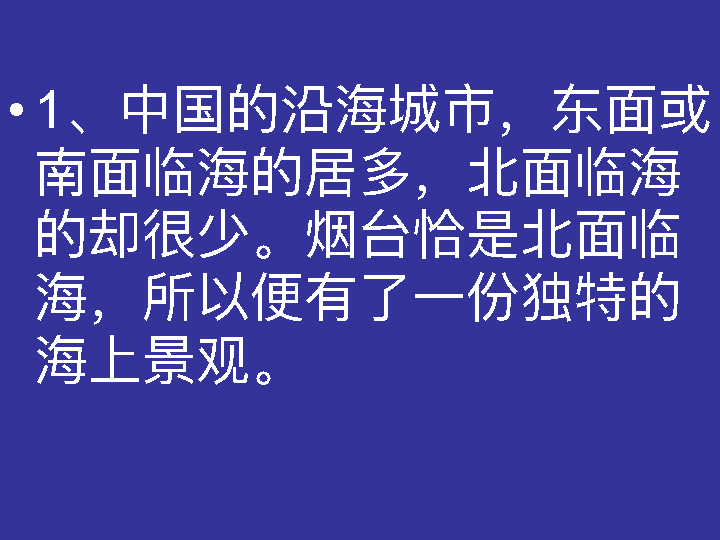 •1、中国的沿海城市，东面或
南面临海的居多，北面临海
的却很少。烟台恰是北面临
海，所以便有了一份独特的
海上景观。